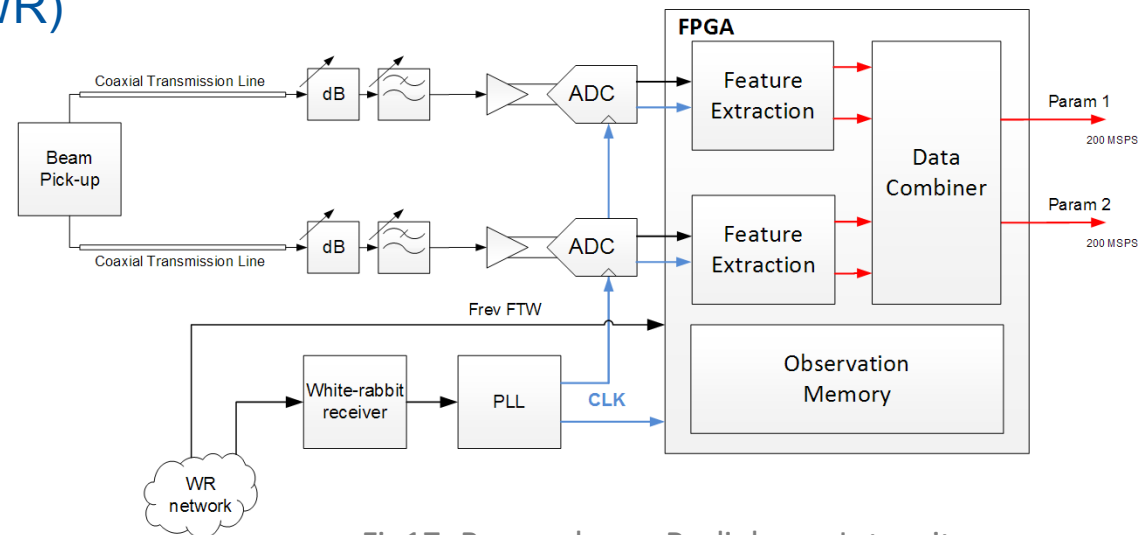 WR)
FPGA
Coaxial Transmission Line
dB
ADC
Feature
Extraction
Param 1
200 MSPS
Beam
Pick-up
Data
Combiner
Param 2
200 MSPS
dB
ADC
Feature
Extraction
Coaxial Transmission Line
Frev FTW
White-rabbit
receiver
PLL
CLK
Observation
Memory
WR
network